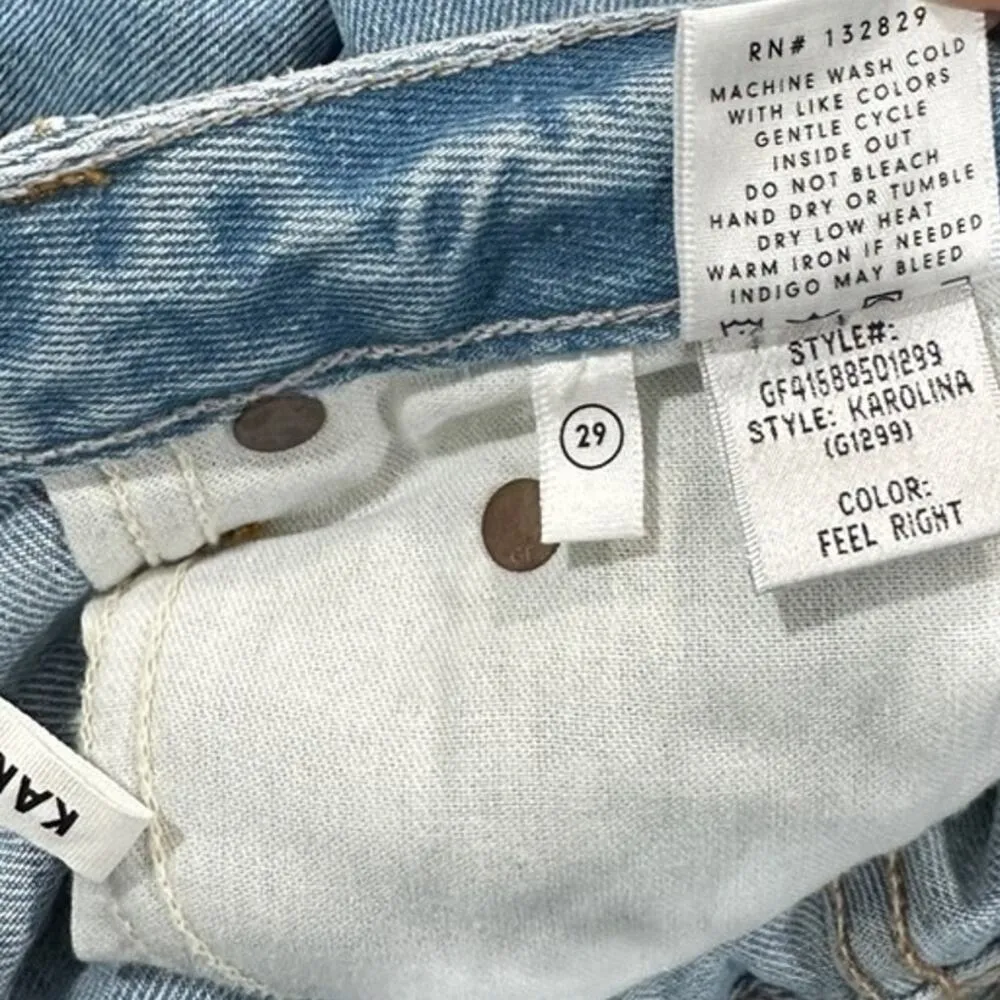 RN# 132829
MACHINE WASH COLD
WITH LIKE COLORS
GENTLE CYCLE
INSIDE OUT
DO NOT BLEACH
HAND DRY OR TUMBLE
DRY LOW HEAT
WARM IRON IF NEEDED
INDIGO MAY BLEED
STYLE#:
GF41588501299
STYLE: KAROLINA
(G1299)
COLOR:
FEEL RIGHT
29